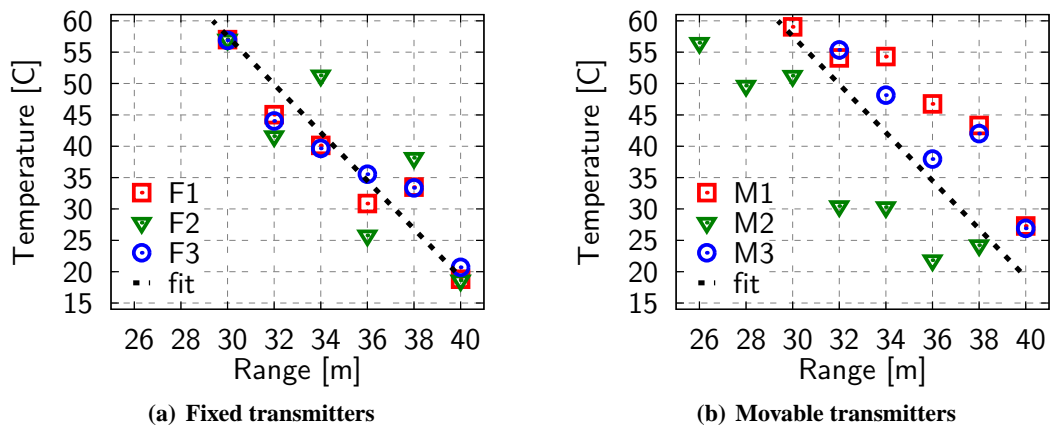 60
55
50
45
40
35
30
25
20
15
Temperature [C]
F1
F2
F3
fit
26 28 30 32 34 36 38 40
Range [m]
(a) Fixed transmitters
60
55
50
45
40
35
30
25
20
15
Temperature [C]
M1
M2
M3
fit
26 28 30 32 34 36 38 40
Range [m]
(b) Movable transmitters